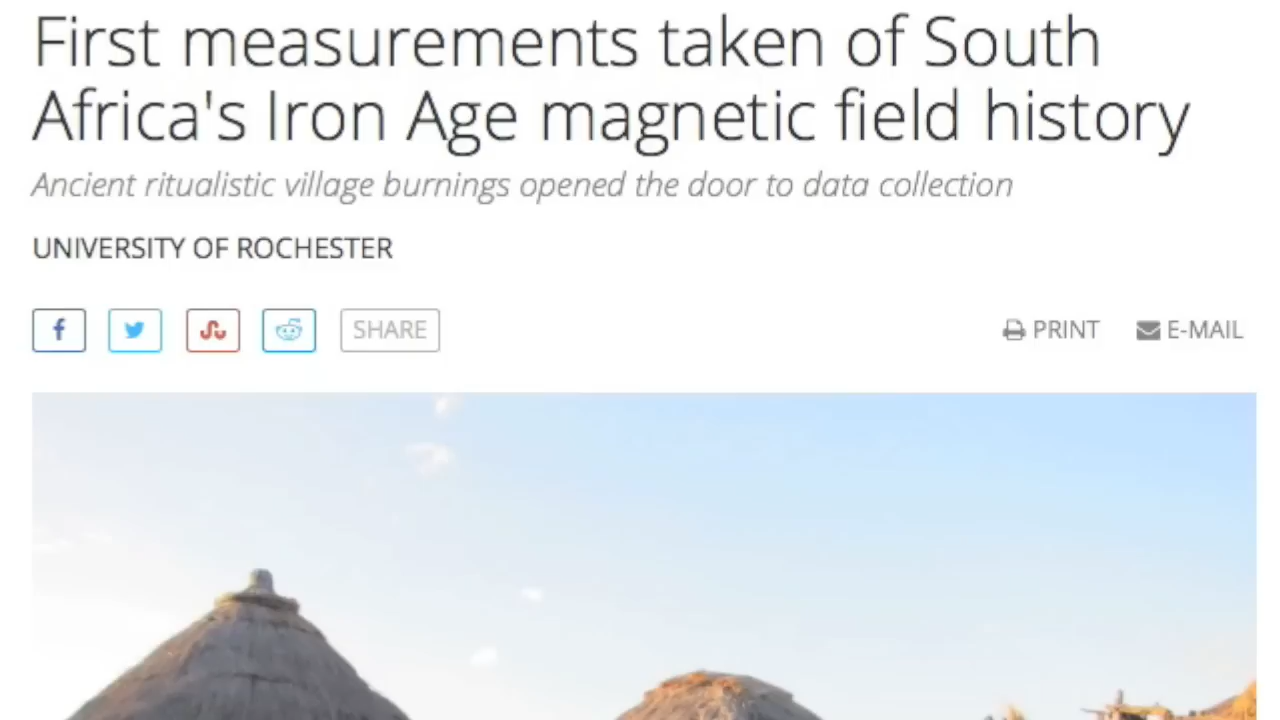 First measurements taken of South
Africa's Iron Age magnetic field history
Ancient ritualistic village burnings opened the door to data collection
UNIVERSITY OF ROCHESTER
SHARE
PRINT
E-MAIL